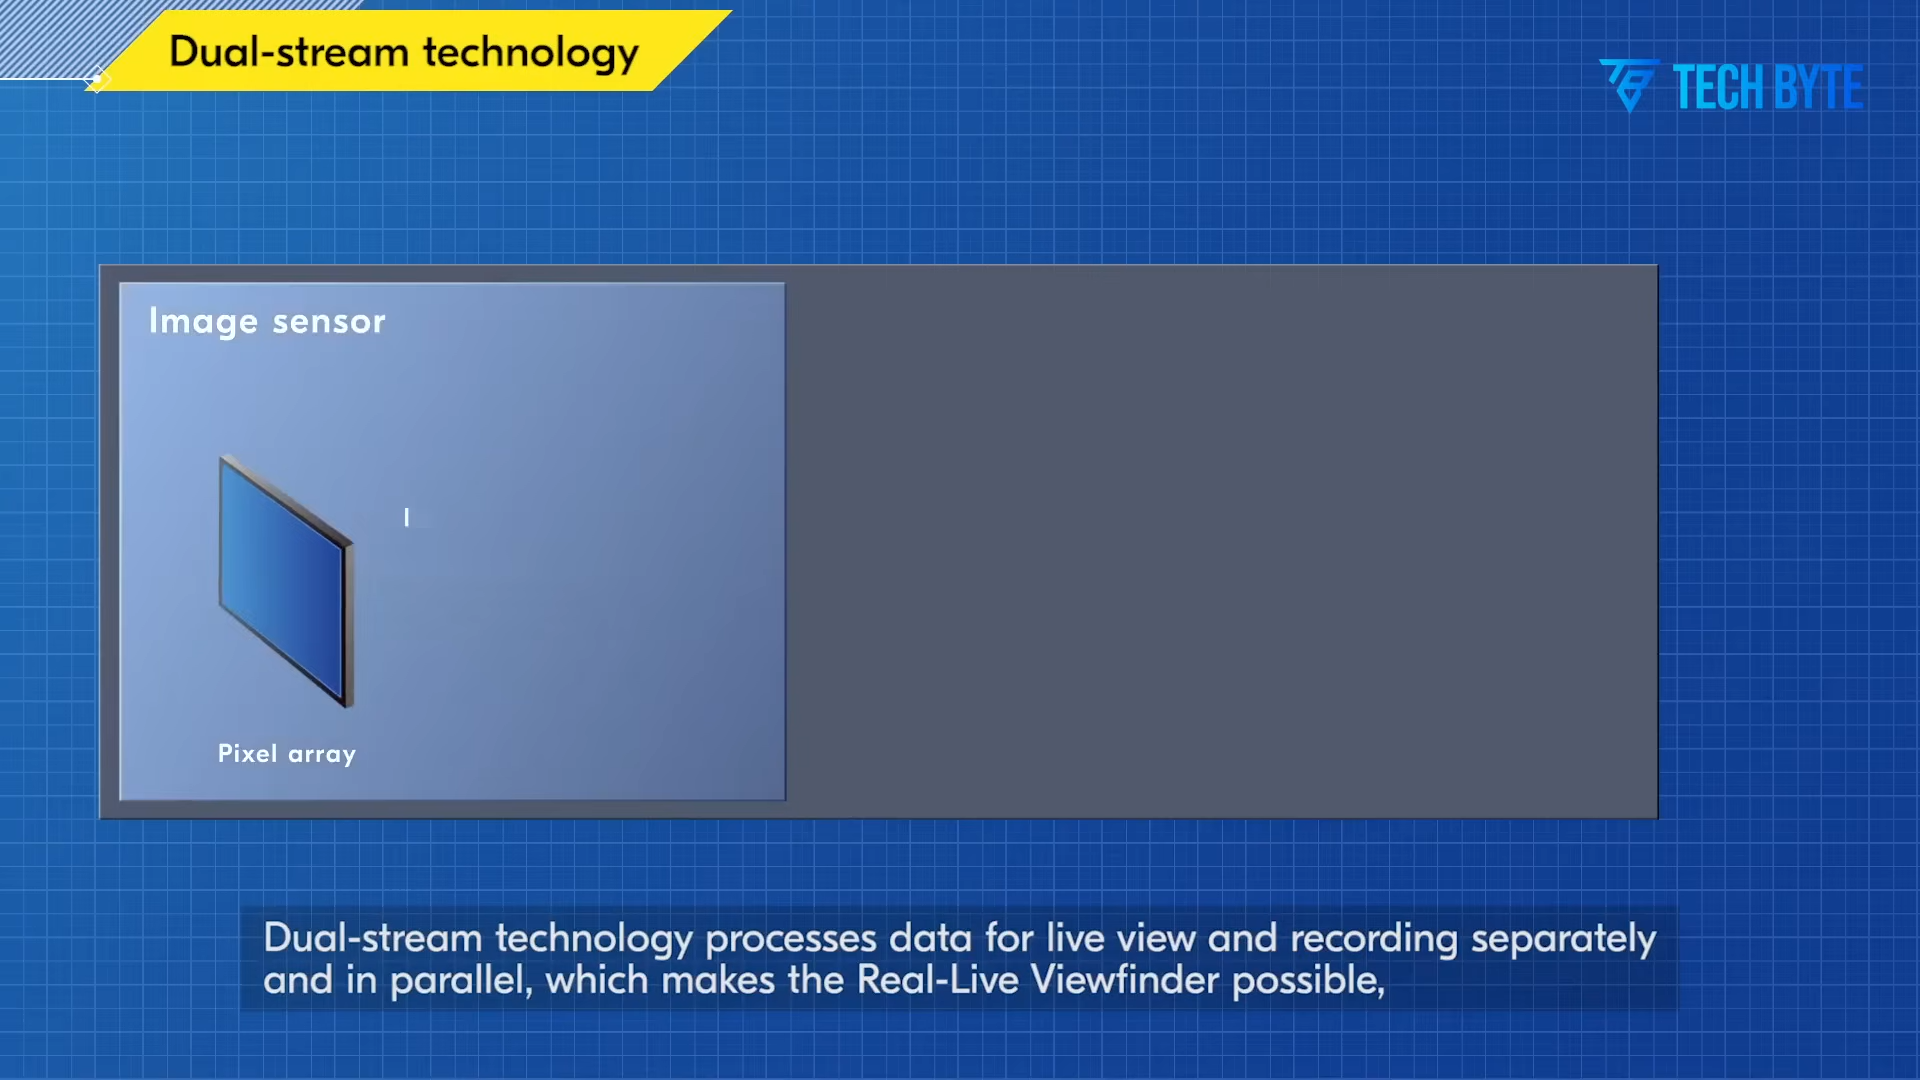 Dual-stream technology
TECH BYTE
Image sensor
Pixel array
Dual-stream technology processes data for live view and recording separately
and in parallel, which makes the Real-Live Viewfinder possible,